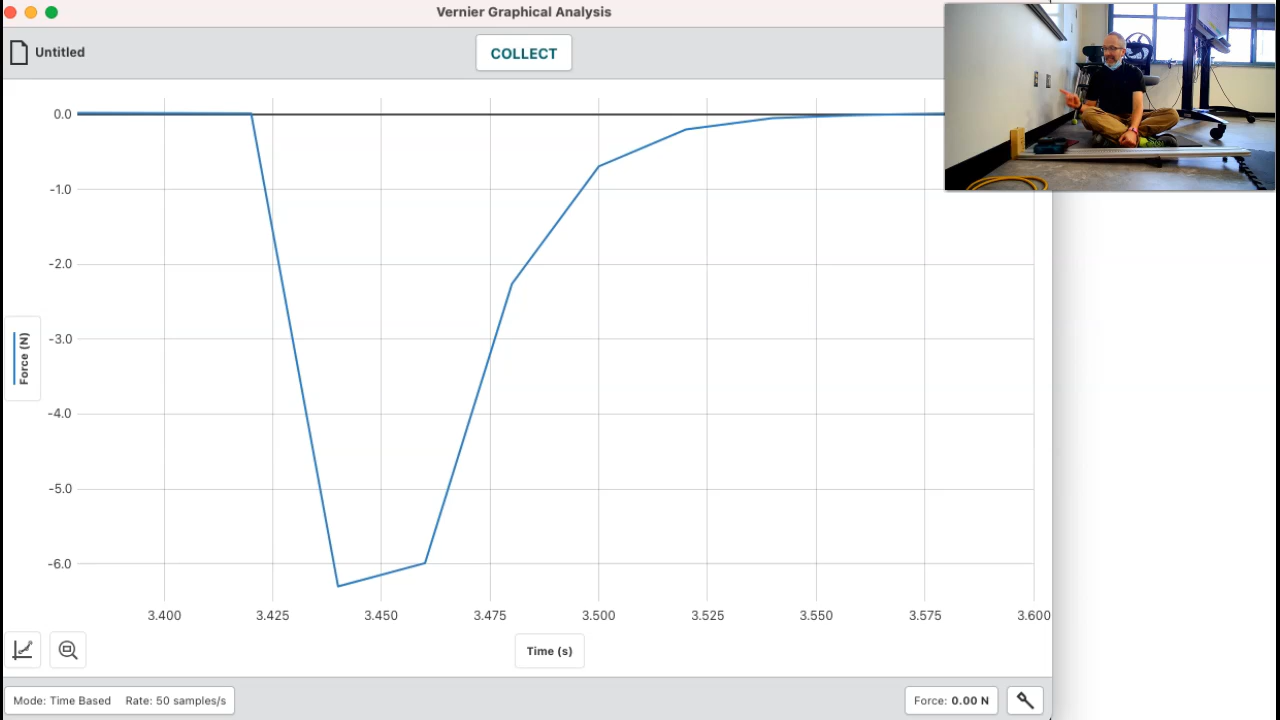 Vernier Graphical Analysis
Untitled
COLLECT
0.0
-1.0
-2.0
-3.0
-4.0
-5.0
-6.0
Force (N)
3.400 3.425 3.450 3.475 3.500 3.525 3.550 3.575 3.600
Time (s)
Mode: Time Based Rate: 50 samples/s
Force: 0.00 N